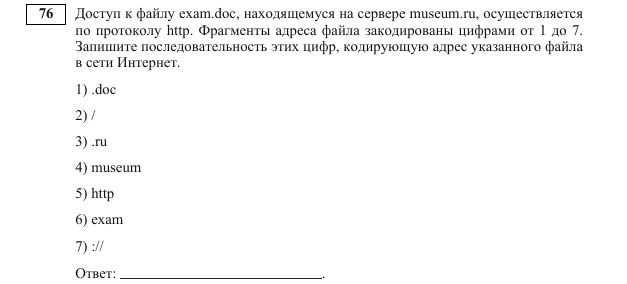 76 Доступ к файлу exam.doc, находящемуся на сервере museum.ru, осуществляется
по протоколу http. Фрагменты адреса файла закодированы цифрами от 1 до 7.
Запишите последовательность этих цифр, кодирующую адрес указанного файла
в сети Интернет.
1) .doc
2) /
3) .ru
4) museum
5) http
6) exam
7) ://
Ответ: ____________________________.